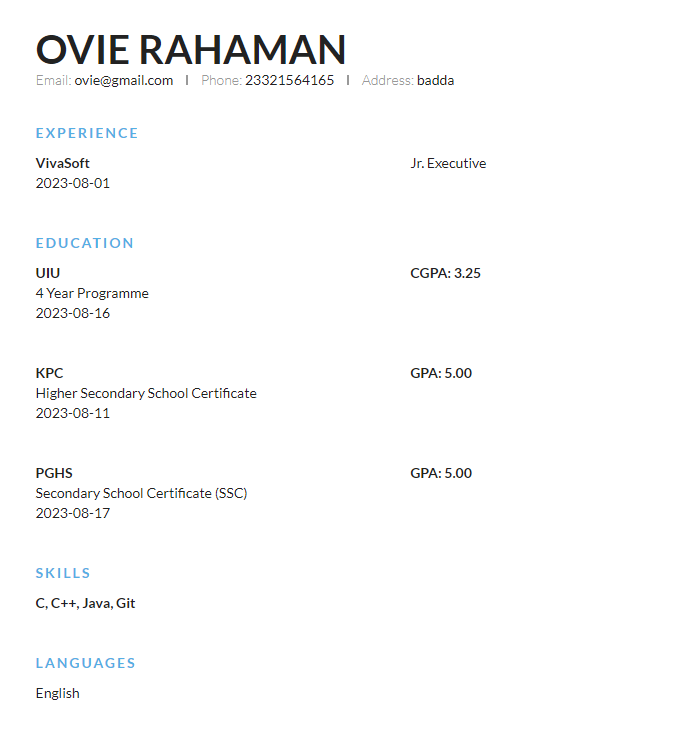 OVIE RAHAMAN
Email: ovie@gmail.com | Phone: 23321564165 | Address: badda
EXPERIENCE
VivaSoft Jr. Executive
2023-08-01
EDUCATION
UIU CGPA: 3.25
4 Year Programme
2023-08-16
KPC GPA: 5.00
Higher Secondary School Certificate
2023-08-11
PGHS GPA: 5.00
Secondary School Certificate (SSC)
2023-08-17
SKILLS
C, C++, Java, Git
LANGUAGES
English